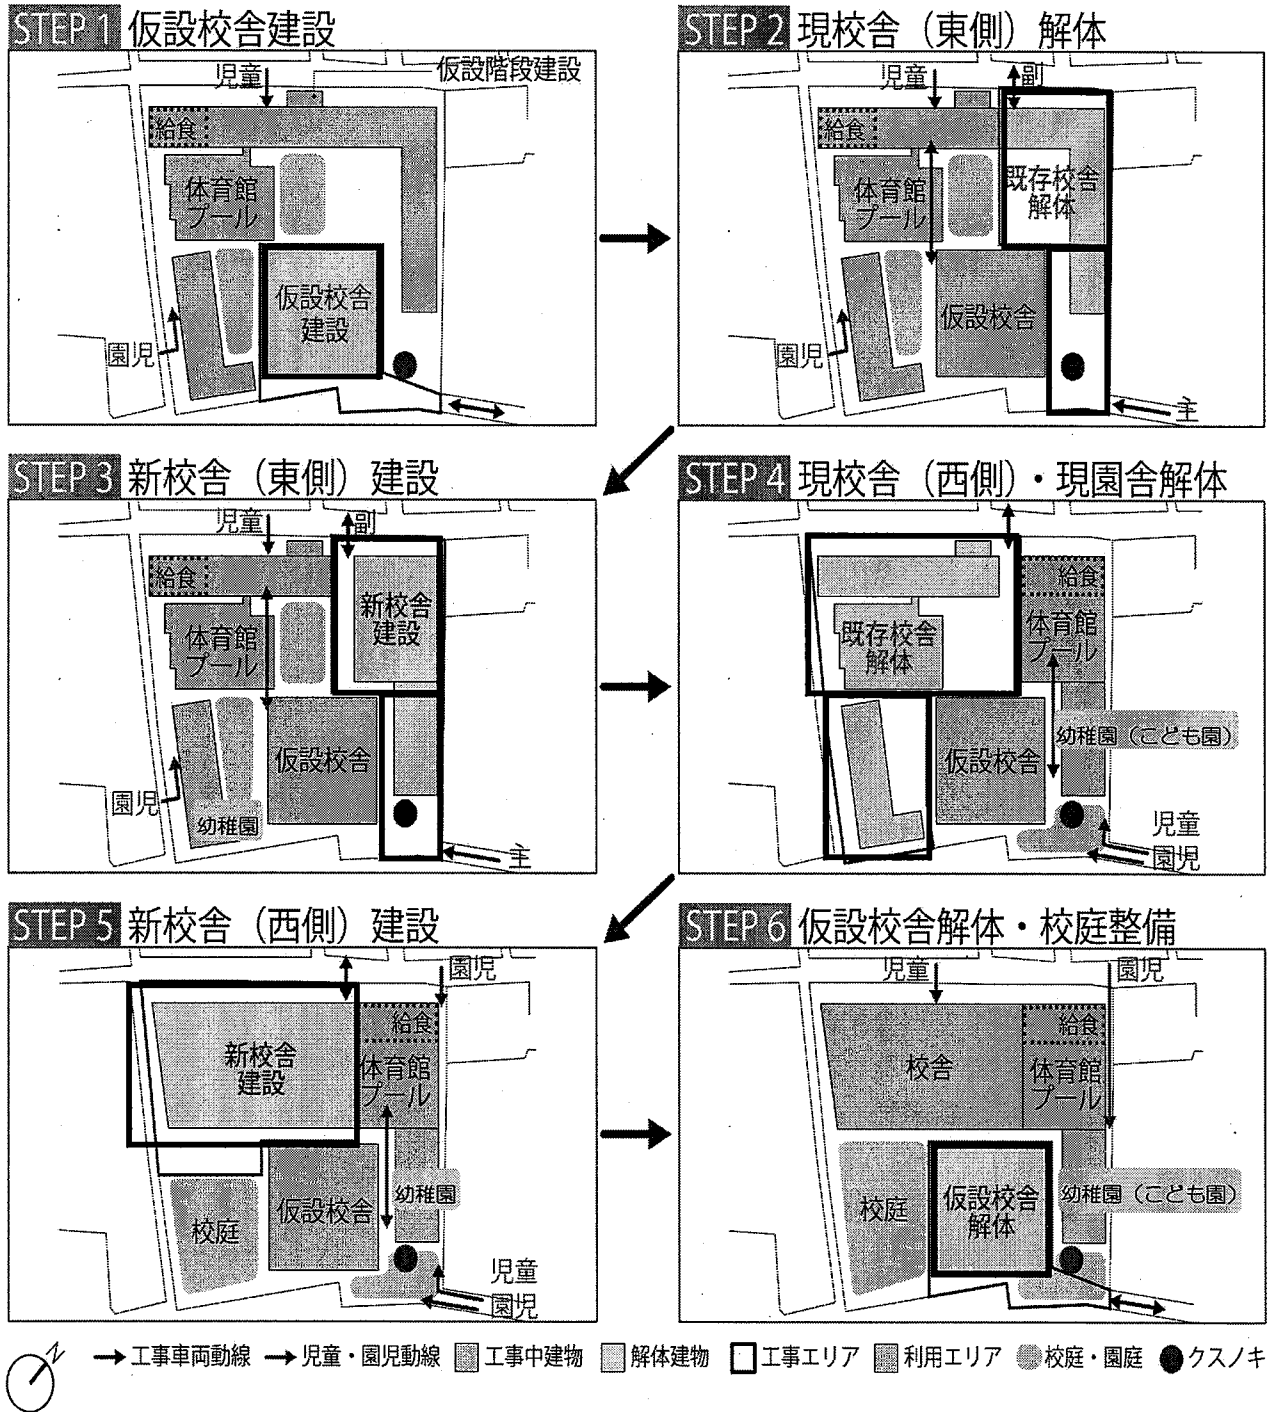 STEP 1 仮設校舎建設
児童
仮設階段建設
給食
体育館
プール
仮設校舎
建設
園児
STEP 2 現校舎（東側）解体
児童
副
給食
体育館
プール
既存校舎
解体
仮設校舎
園児
主
STEP 3 新校舎（東側）建設
児童
副
給食
体育館
プール
新校舎
建設
仮設校舎
園児
幼稚園
主
STEP 4 現校舎（西側）・現園舎解体
給食
体育館
プール
既存校舎
解体
幼稚園（こども園）
仮設校舎
児童
園児
STEP 5 新校舎（西側）建設
園児
給食
新校舎
建設
体育館
プール
幼稚園
校庭
仮設校舎
児童
園児
STEP 6 仮設校舎解体・校庭整備
児童
園児
給食
校舎
体育館
プール
幼稚園（こども園）
校庭
仮設校舎
解体
N
工事車両動線 児童・園児動線 工事中建物 解体建物 工事エリア 利用エリア 校庭・園庭 クスノキ